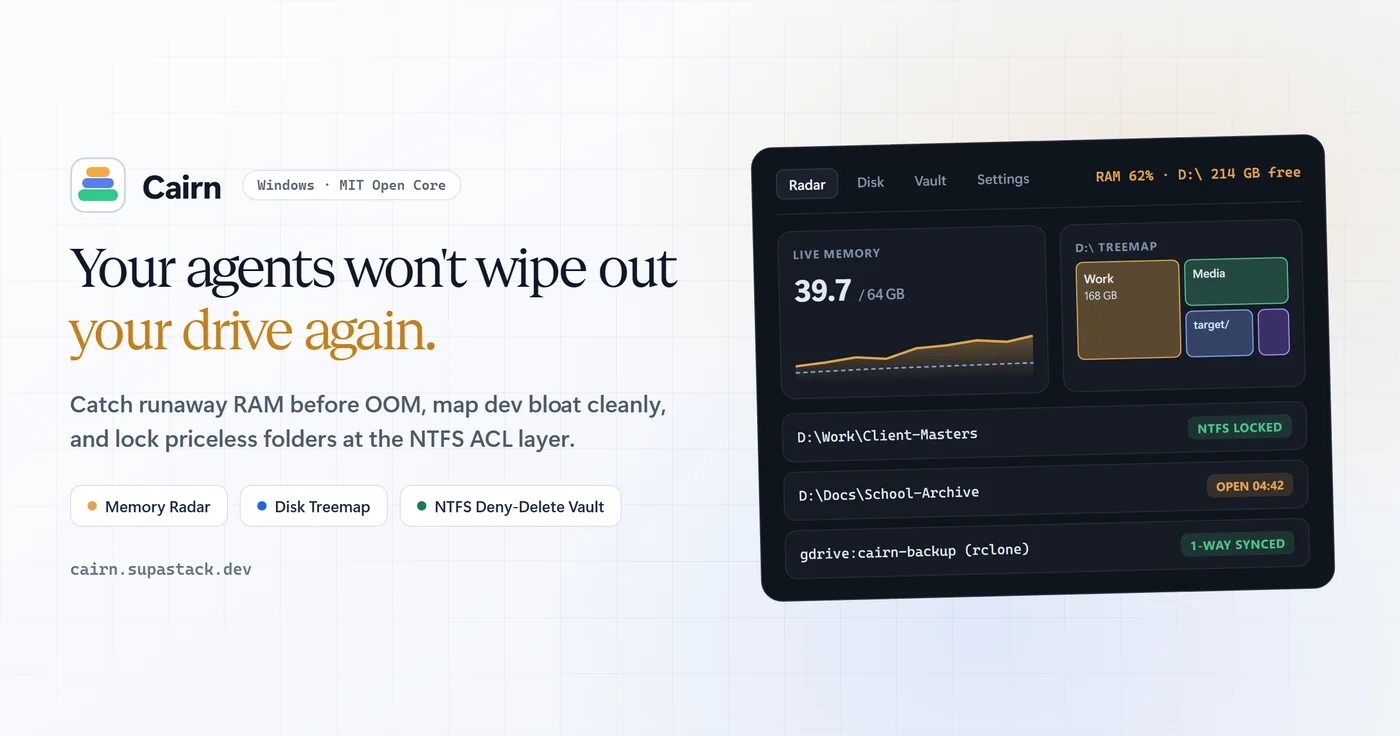 Cairn
Windows · MIT Open Core
Your agents won't wipe out
your drive again.
Catch runaway RAM before OOM, map dev bloat cleanly,
and lock priceless folders at the NTFS ACL layer.
Memory Radar
Disk Treemap
NTFS Deny-Delete Vault
cairn.supastack.dev
Radar
Disk
Vault
Settings
RAM 62% · D:\ 214 GB free
LIVE MEMORY
39.7 / 64 GB
D:\ TREEMAP
Work
168 GB
Media
target/
D:\Work\Client-Masters
NTFS LOCKED
D:\Docs\School-Archive
OPEN 04:42
gdrive:cairn-backup (rclone)
1-WAY SYNCED